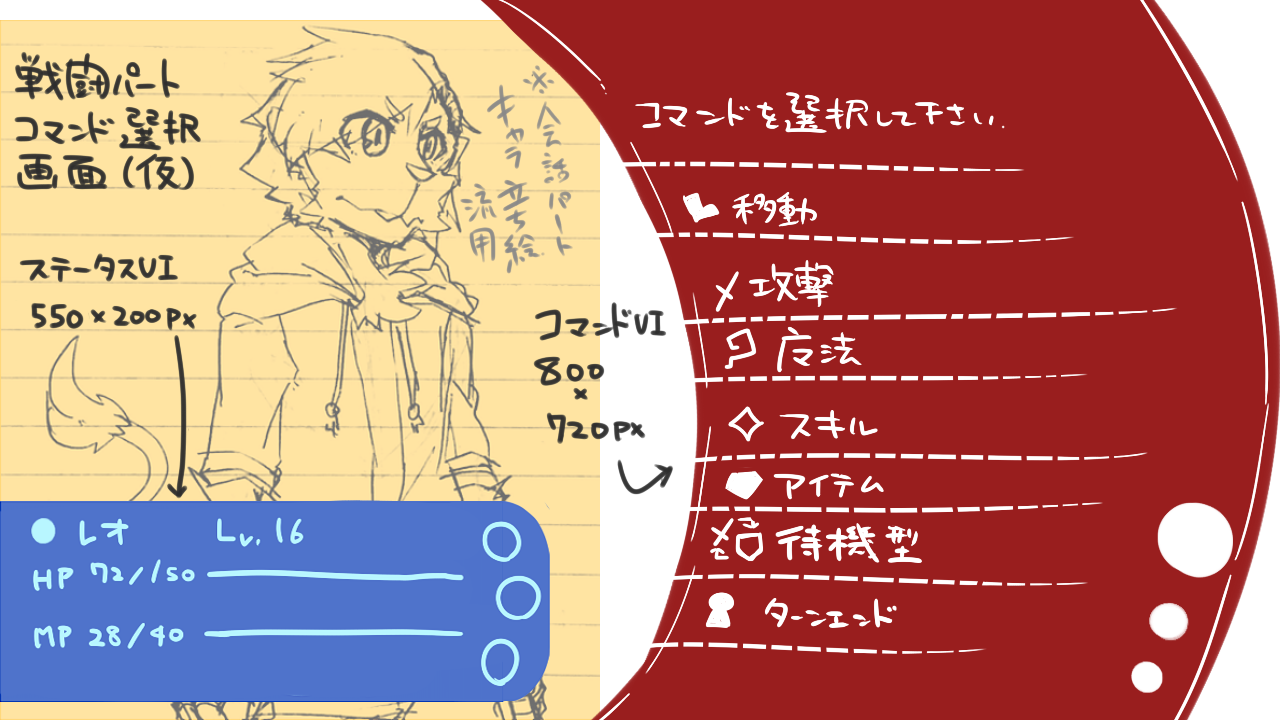 戦闘パート
コマンド選択
画面(仮)
※会話パート
キャラ立ち絵
流用
ステータスUI
550×200px
コマンドUI
800
×
720px
レオ Lv.16
HP 72/150
MP 28/40
コマンドを選択して下さい.
移動
攻撃
魔法
スキル
アイテム
待機型
ターンエンド